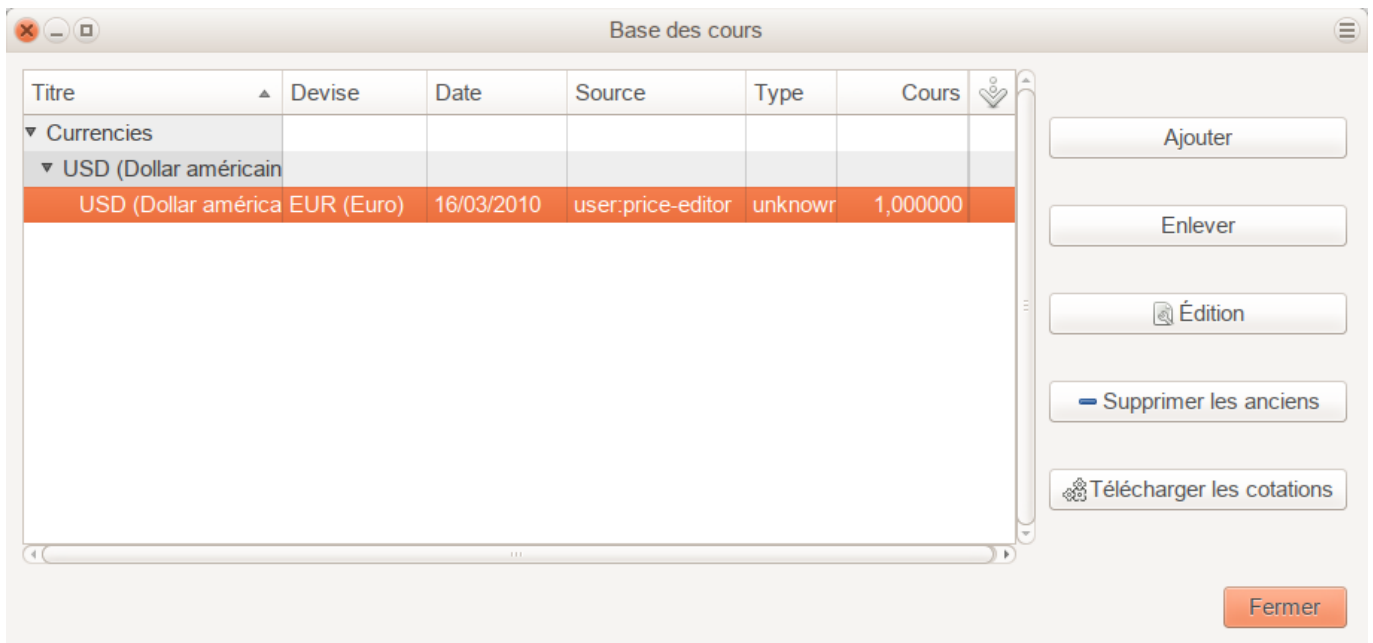 Base des cours
Titre Devise Date Source Type Cours
Currencies
USD (Dollar américain
USD (Dollar américa EUR (Euro) 16/03/2010 user:price-editor unknowr 1,000000
Ajouter
Enlever
Édition
Supprimer les anciens
Télécharger les cotations
Fermer